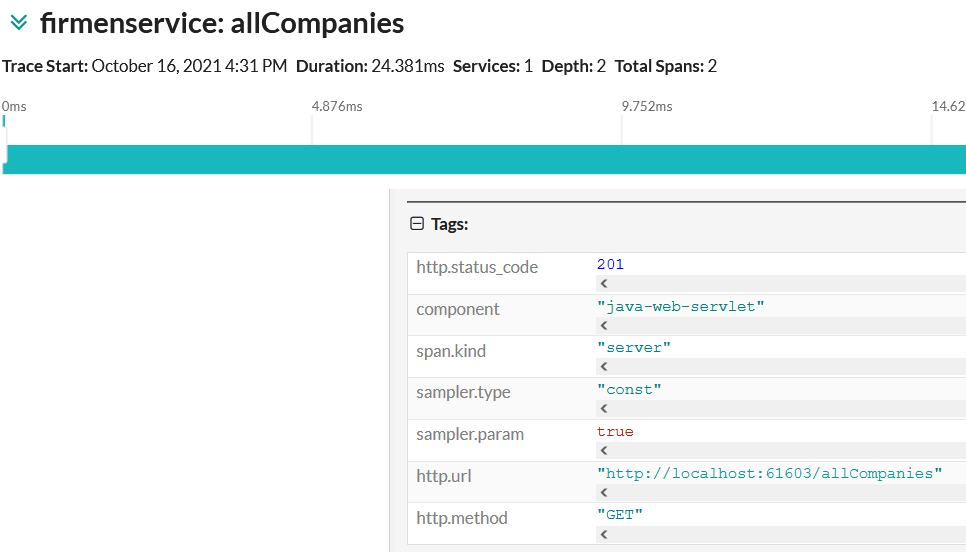 firmenservice: allCompanies
Trace Start: October 16, 2021 4:31 PM Duration: 24.381ms Services: 1 Depth: 2 Total Spans: 2
0ms 4.876ms 9.752ms 14.62
Tags:
http.status_code 201
component "java-web-servlet"
span.kind "server"
sampler.type "const"
sampler.param true
http.url "http://localhost:61603/allCompanies"
http.method "GET"